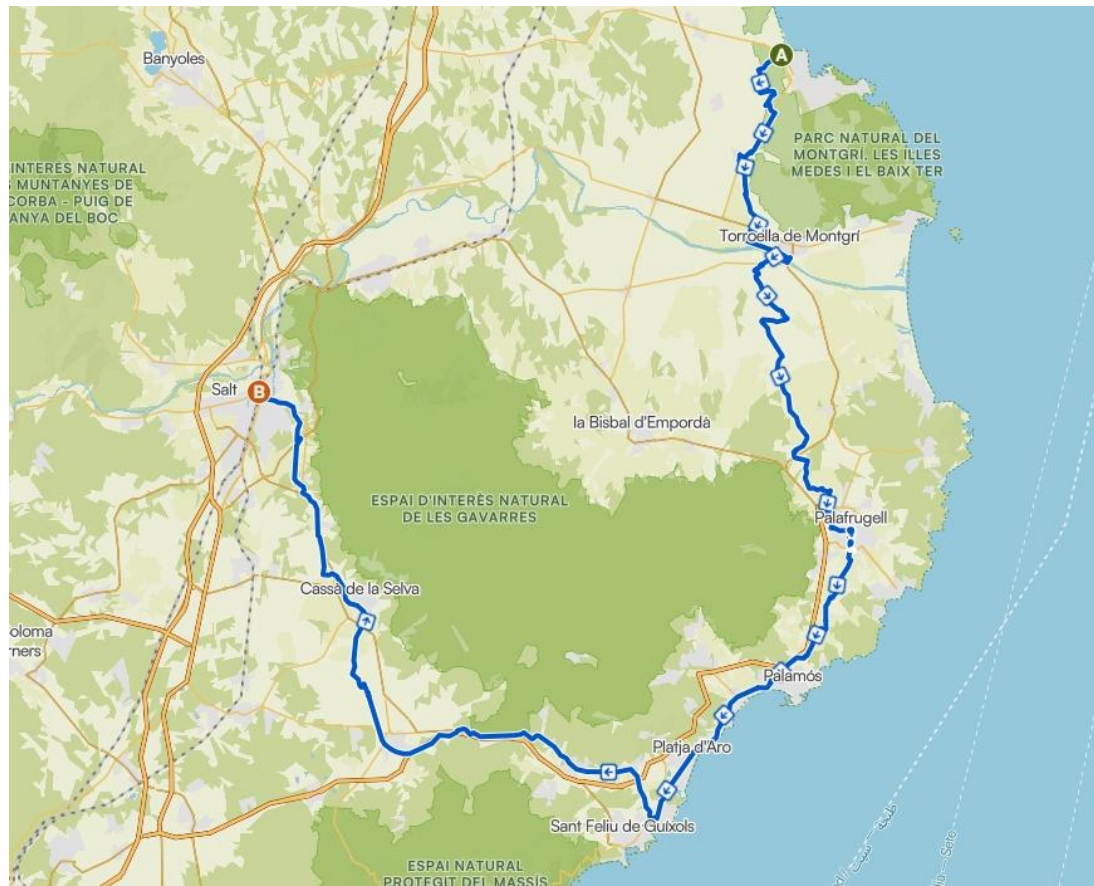 Banyoles
A
PARC NATURAL DEL
MONTGRÍ, LES ILLES
MEDES I EL BAIX TER
'INTERÈS NATURAL
S MUNTANYES DE
CORBA - PUIG DE
ANYA DEL BOC
Torroella de Montgrí
Salt
B
la Bisbal d'Empordà
ESPAI D'INTERÈS NATURAL
DE LES GAVARRES
Palafrugell
Cassà de la Selva
oloma
rners
Palamós
Platja d'Aro
Sant Feliu de Guíxols
ESPAI NATURAL
PROTEGIT DEL MASSÍS